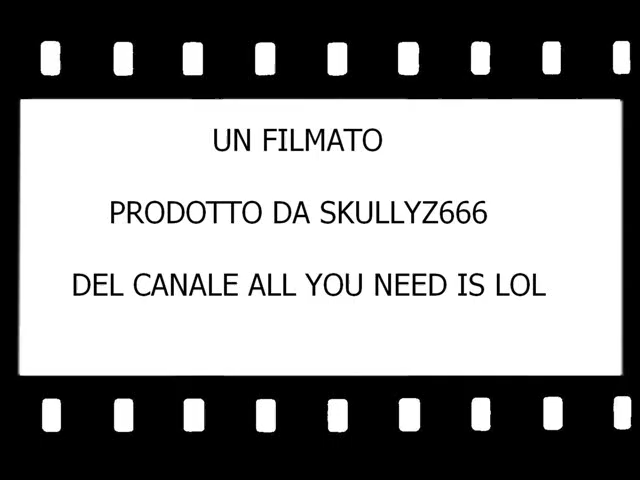 UN FILMATO
PRODOTTO DA SKULLYZ666
DEL CANALE ALL YOU NEED IS LOL